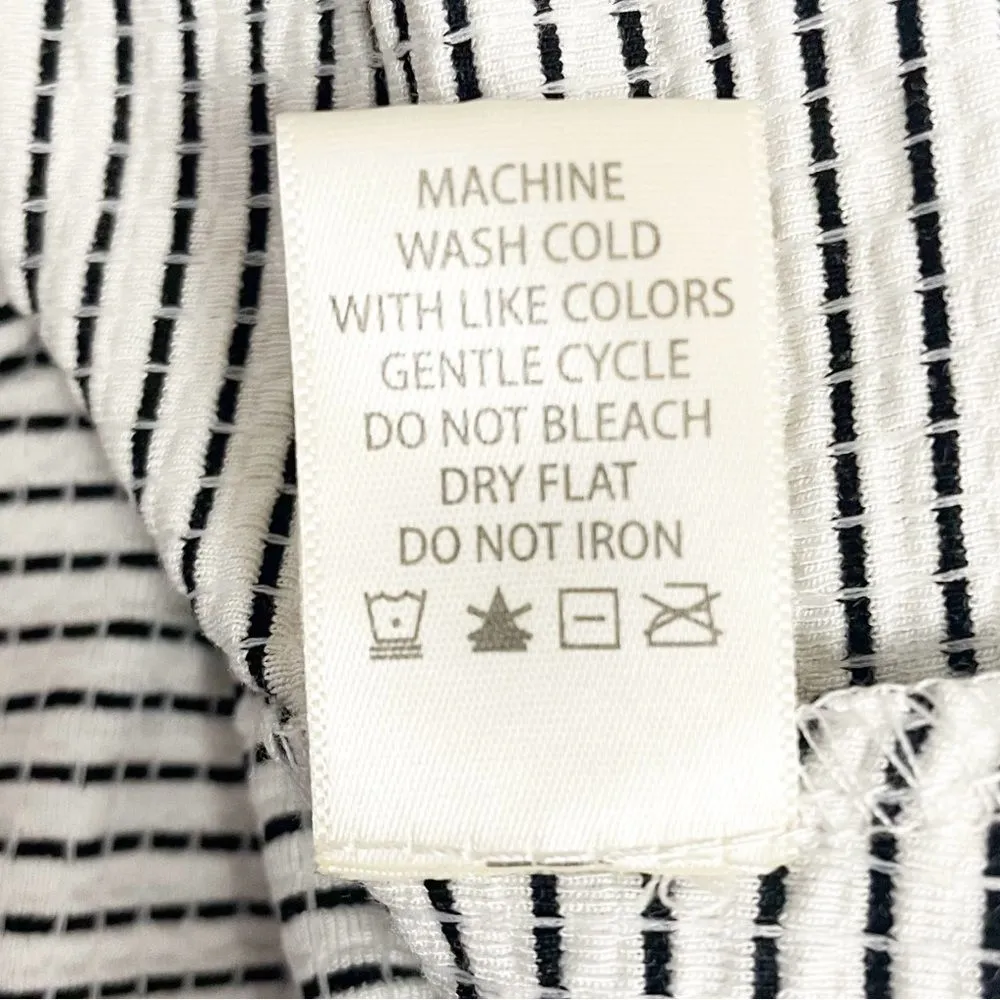 MACHINE
WASH COLD
WITH LIKE COLORS
GENTLE CYCLE
DO NOT BLEACH
DRY FLAT
DO NOT IRON